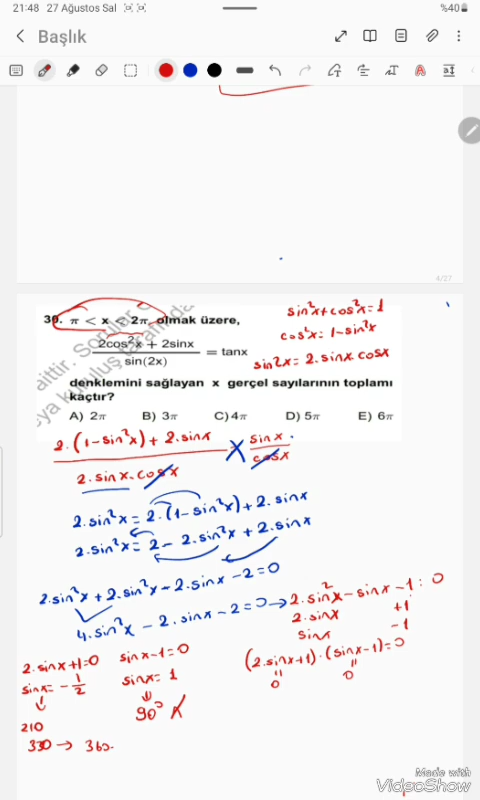 21:48 27 Ağustos Sal %40
Başlık
4/27
30. π < x < 2π olmak üzere,
2cos²x + 2sinx
sin(2x)
= tanx
denklemini sağlayan x gerçel sayılarının toplamı
kaçtır?
A) 2π B) 3π C) 4π D) 5π E) 6π
sin²x+cos²x=1
cos²x=1-sin²x
sin2x=2.sinx cosx
2.(1-sin²x)+2.sinx
2.sinx.cosx
sinx
cosx
2.sin²x=2.(1-sin²x)+2.sinx
2.sin²x=2-2.sin²x+2.sinx
2.sin²x+2.sin²x-2.sinx-2=0
4.sin²x-2.sinx-2=0→2.sin²x-sinx-1=0
2.sinx +1
sinx -1
(2.sinx+1).(sinx-1)=0
0 0
2.sinx+1=0 sinx-1=0
sinx=-1/2 sinx=1
210 90°
330→360.
Made with
VideoShow